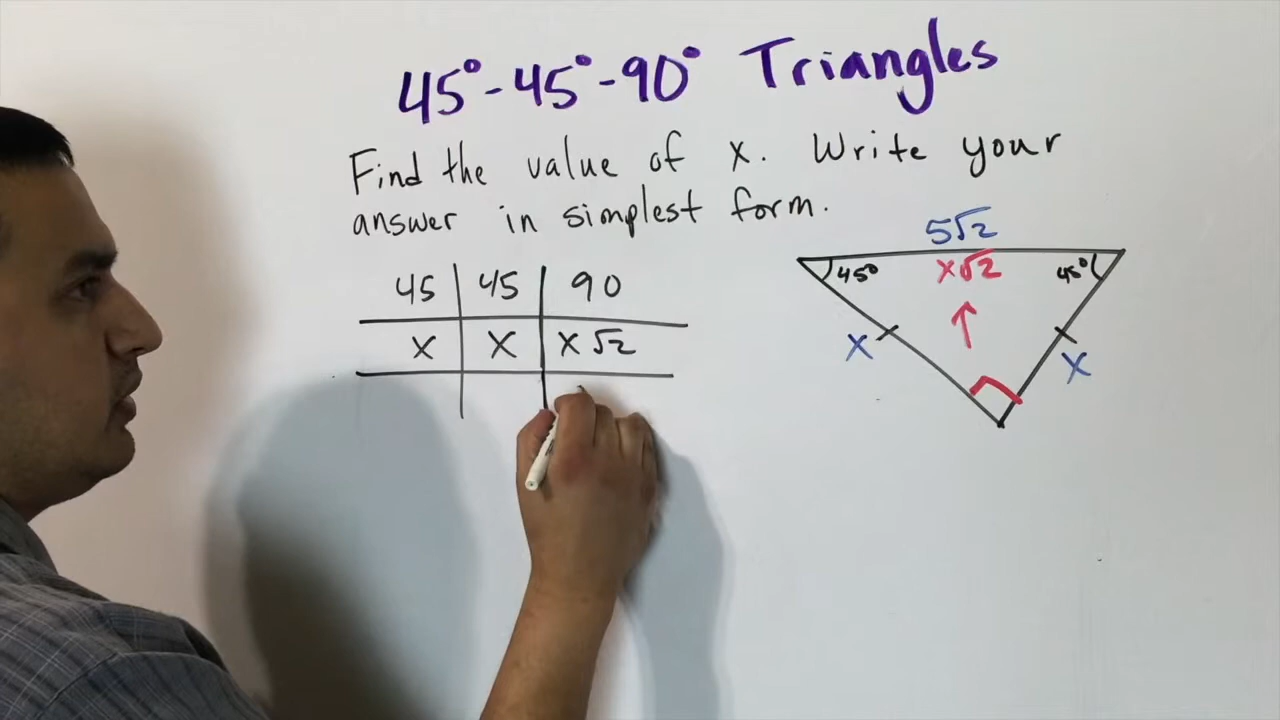 45°-45°-90° Triangles
Find the value of x. Write your
answer in simplest form.
5√2
45° x√2 45°
45 45 90
x x x√2
x x